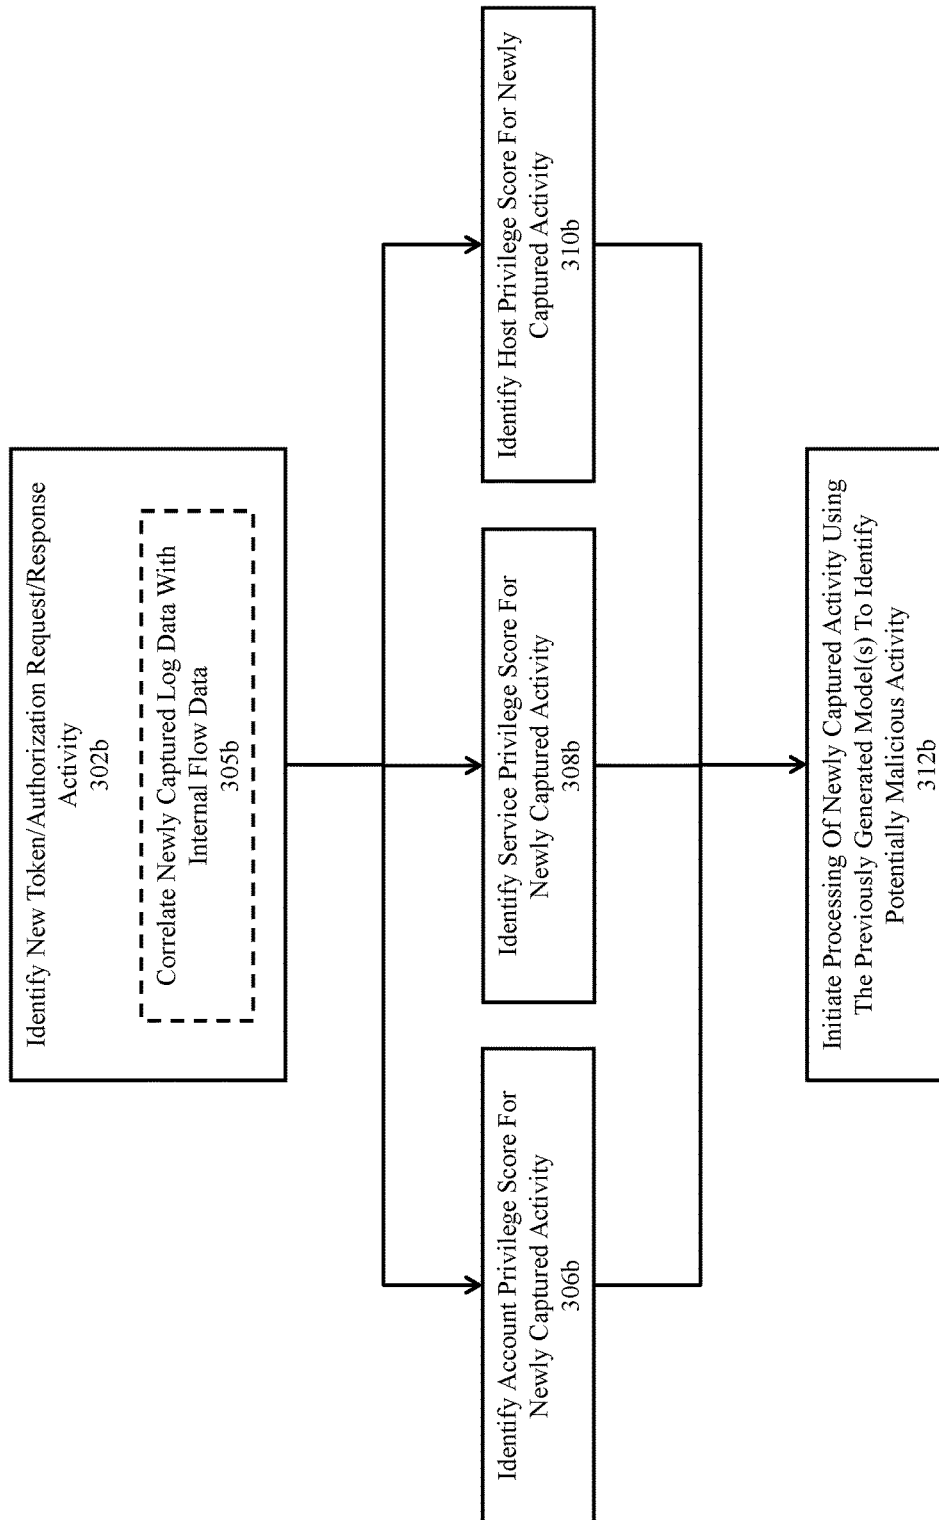 Identify New Token/Authorization Request/Response
Activity
302b
Correlate Newly Captured Log Data With
Internal Flow Data
305b
Identify Account Privilege Score For
Newly Captured Activity
306b
Identify Service Privilege Score For
Newly Captured Activity
308b
Identify Host Privilege Score For Newly
Captured Activity
310b
Initiate Processing Of Newly Captured Activity Using
The Previously Generated Model(s) To Identify
Potentially Malicious Activity
312b